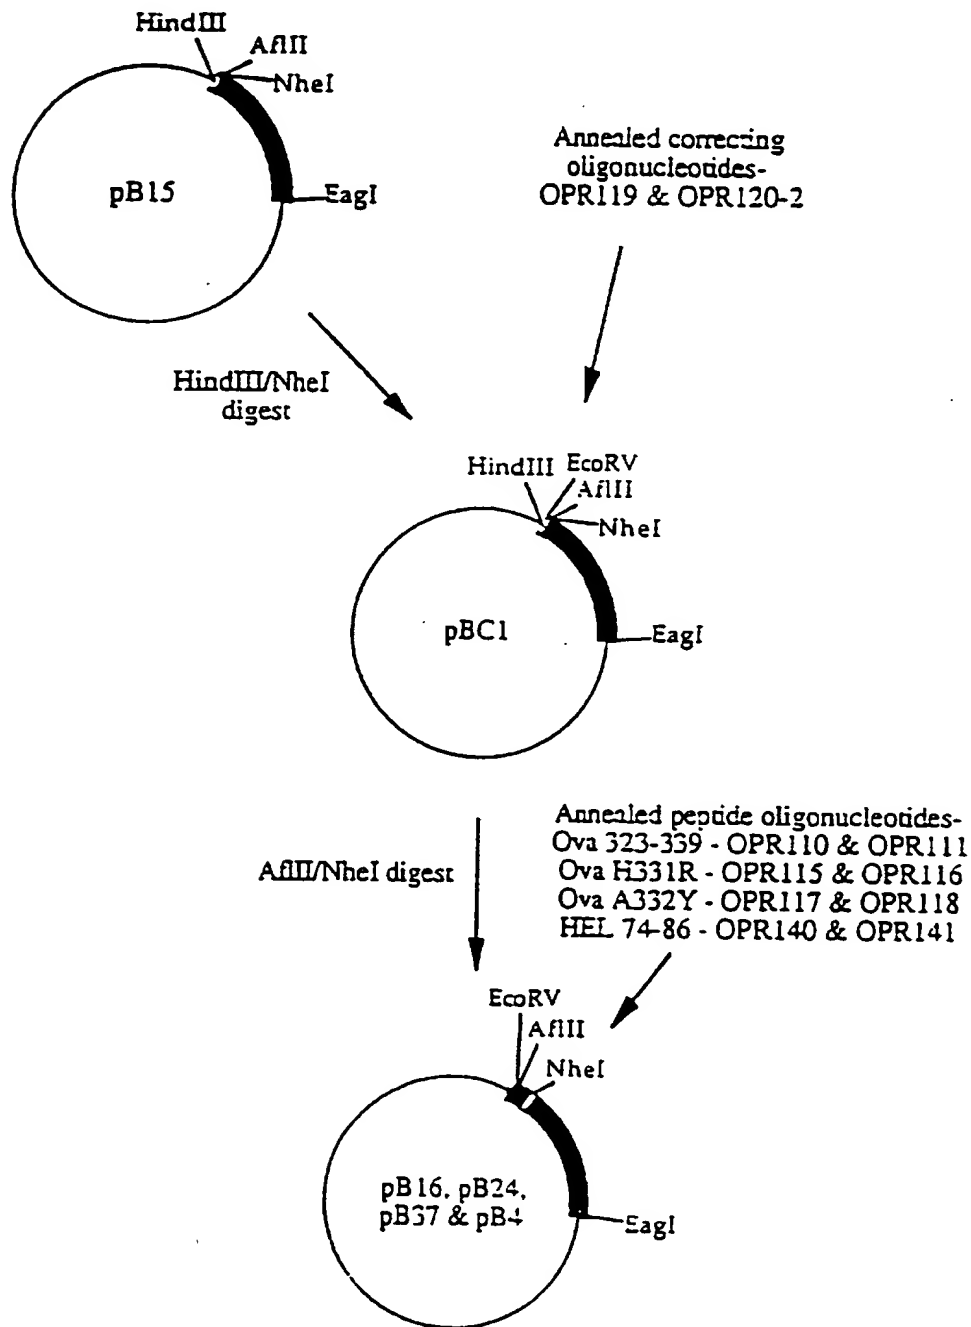 HindIII
AflII
NheI
pB15
EagI
Annealed correcting
oligonucleotides-
OPR119 & OPR120-2
HindIII/NheI
digest
HindIII
EcoRV
AflII
NheI
pBC1
EagI
AflII/NheI digest
Annealed peptide oligonucleotides-
Ova 323-339 - OPR110 & OPR111
Ova H331R - OPR115 & OPR116
Ova A332Y - OPR117 & OPR118
HEL 74-86 - OPR140 & OPR141
EcoRV
AflII
NheI
pB16, pB24,
pB37 & pB4
EagI